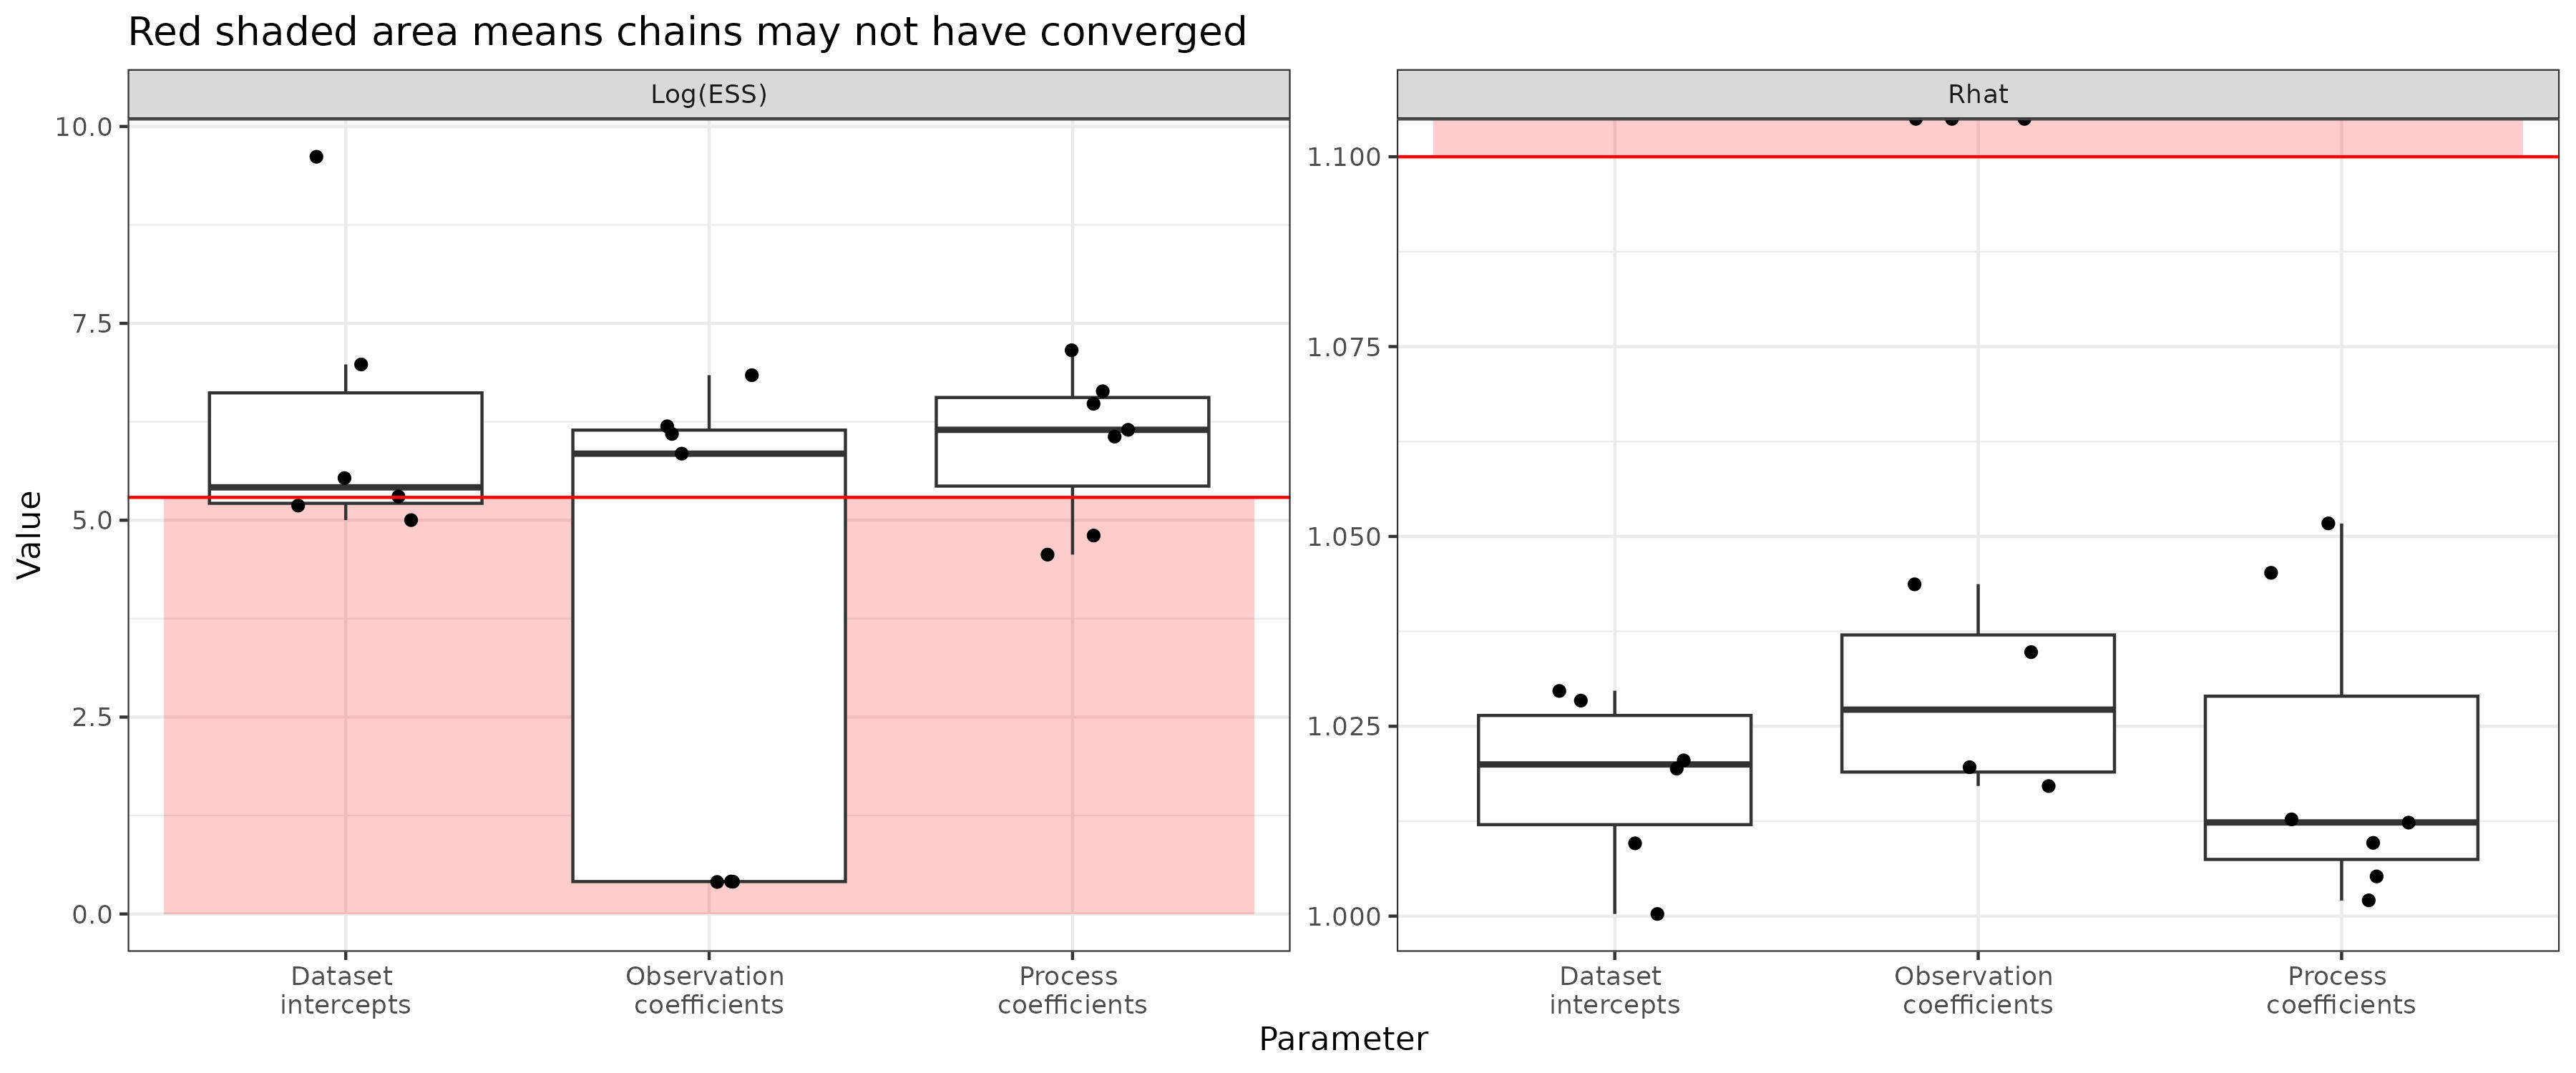 Red shaded area means chains may not have converged
Log(ESS)
Rhat
Value
10.0
7.5
5.0
2.5
0.0
1.100
1.075
1.050
1.025
1.000
Dataset
intercepts
Observation
coefficients
Process
coefficients
Dataset
intercepts
Observation
coefficients
Process
coefficients
Parameter